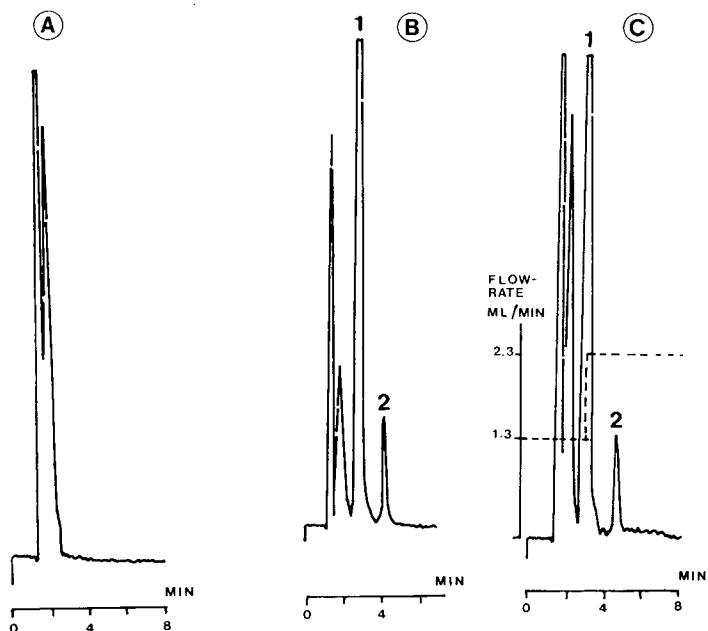 A
1
B
2
1
C
FLOW-
RATE
ML/MIN
2.3
1.3
2
MIN
0 4 8
MIN
0 4
MIN
0 4 8